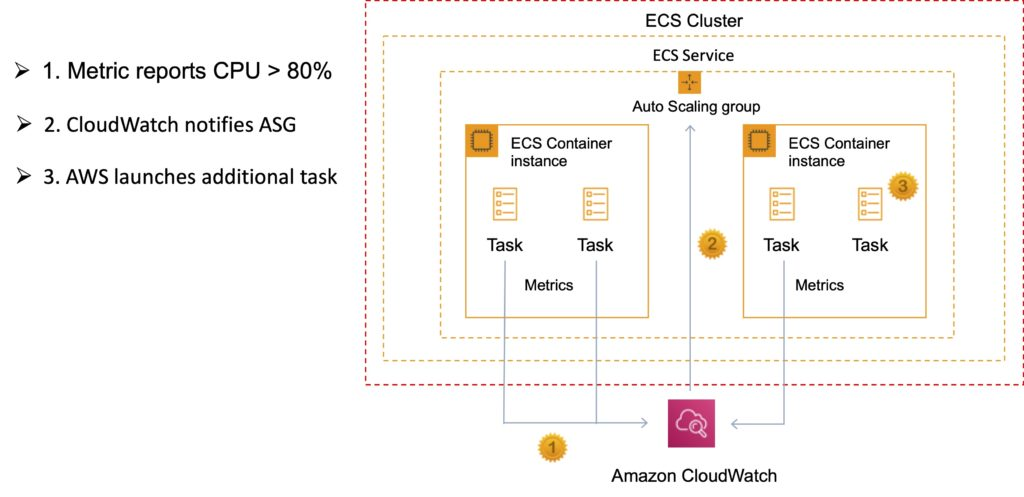 ➢ 1. Metric reports CPU > 80%
➢ 2. CloudWatch notifies ASG
➢ 3. AWS launches additional task
ECS Cluster
ECS Service
Auto Scaling group
ECS Container
instance
Task
Task
Metrics
2
ECS Container
instance
3
Task
Task
Metrics
1
Amazon CloudWatch